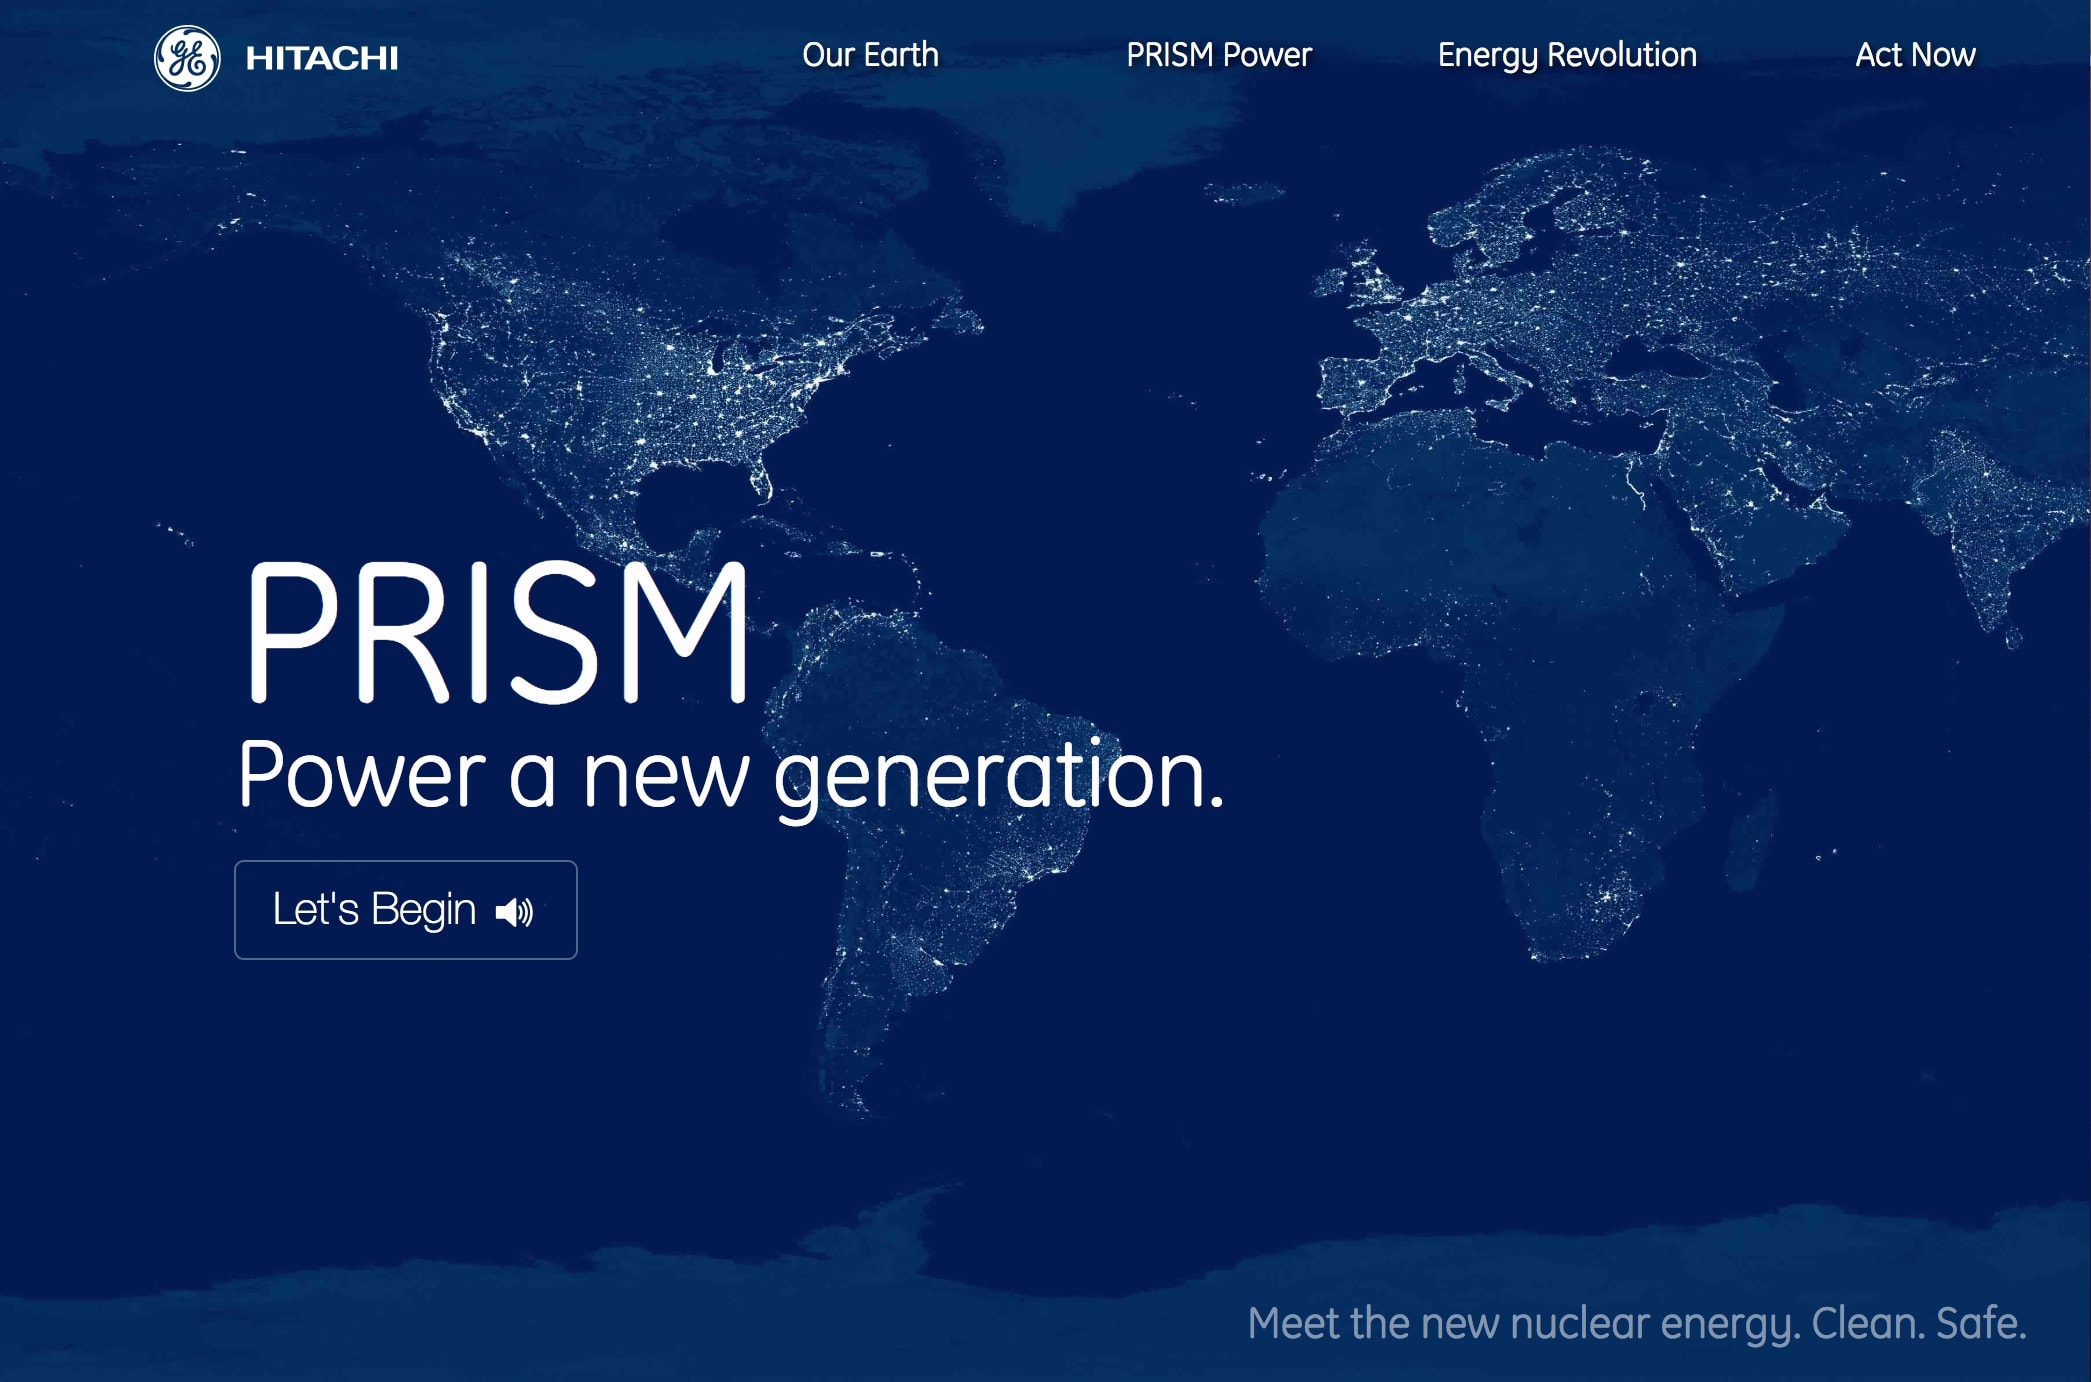 GE HITACHI
Our Earth
PRISM Power
Energy Revolution
Act Now
PRISM
Power a new generation.
Let's Begin
Meet the new nuclear energy. Clean. Safe.